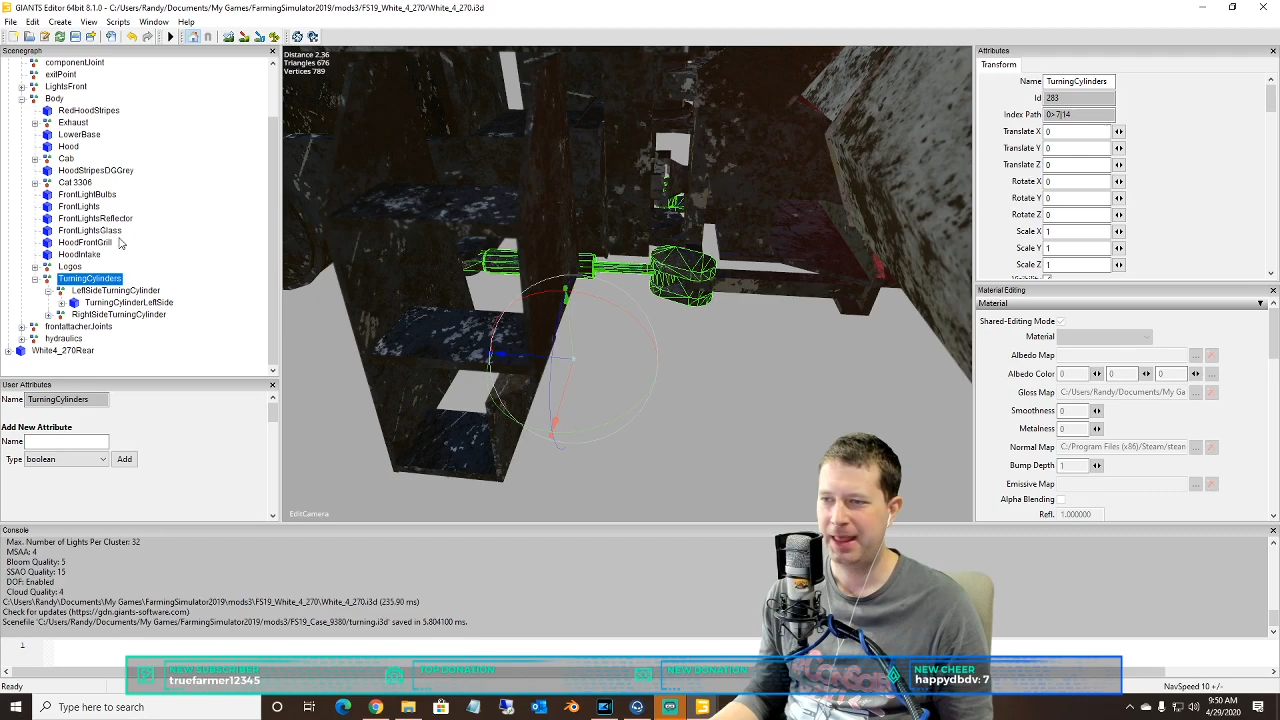 GIANTS Editor 64bit 8.1.0 - C:/Users/Randy/Documents/My Games/FarmingSimulator2019/mods3/FS19_White_4_270/White_4_270.i3d
File
Edit
Create
View
Scripts
Window
Help
Scenegraph
componentJoint
exitPoint
LightsFront
Body
RedHoodStripes
Exhaust
LowerBase
Hood
Cab
HoodStripesDGGrey
Cat 3306
FrontLightBulbs
FrontLights
FrontLightsReflector
FrontLightsGlass
HoodFrontGrill
HoodIntake
Logos
TurningCylinders
LeftSideTurningCylinder
TurningCylinderLeftSide
RightSideTurningCylinder
frontattacherJoints
hydraulics
White4_270Rear
User Attributes
Name TurningCylinders
Add New Attribute
Name
Type boolean Add
Distance 2.36
Triangles 676
Vertices 789
EditCamera
Attributes
Transform
Name TurningCylinders
Id 283
Index Path 0>7|14
Translate X 0
Translate Y 0
Translate Z 0
Rotate X 0
Rotate Y 0
Rotate Z 0
Scale X 1
Scale Y 1
Scale Z 1
Material Editing
Material
Shared-Editing Mode
Material
Albedo Map ...
Albedo Color 0 0 0 ...
Gloss Map C:/Users/Randy/Documents/My Ga ...
Smoothness 0
Metalness 0
Normal Map C:/Program Files (x86)/Steam/stean ...
Bump Depth 1
Emissive Map ...
Alpha Blending
Refl. 1.000000
Console
Max. Number of Lights Per Cluster: 32
MSAA: 4
Bloom Quality: 5
SSAO Quality: 15
DOF: Enabled
Cloud Quality: 4
C:/Users/Randy/Documents/My Games/FarmingSimulator2019/mods3/FS19_White_4_270/White_4_270.i3d (235.90 ms)
Check for updates (https://gdn.giants-software.com)
Scenefile 'C:/Users/Randy/Documents/My Games/FarmingSimulator2019/mods3/FS19_Case_9380/turning.i3d' saved in 5.804100 ms.
NEW SUBSCRIBER
truefarmer12345
TOP DONATION
NEW DONATION
NEW CHEER
happydbdv: 7
Ready
NavSpeed 10 +/-
Type here to search
9:50 AM
4/29/2020